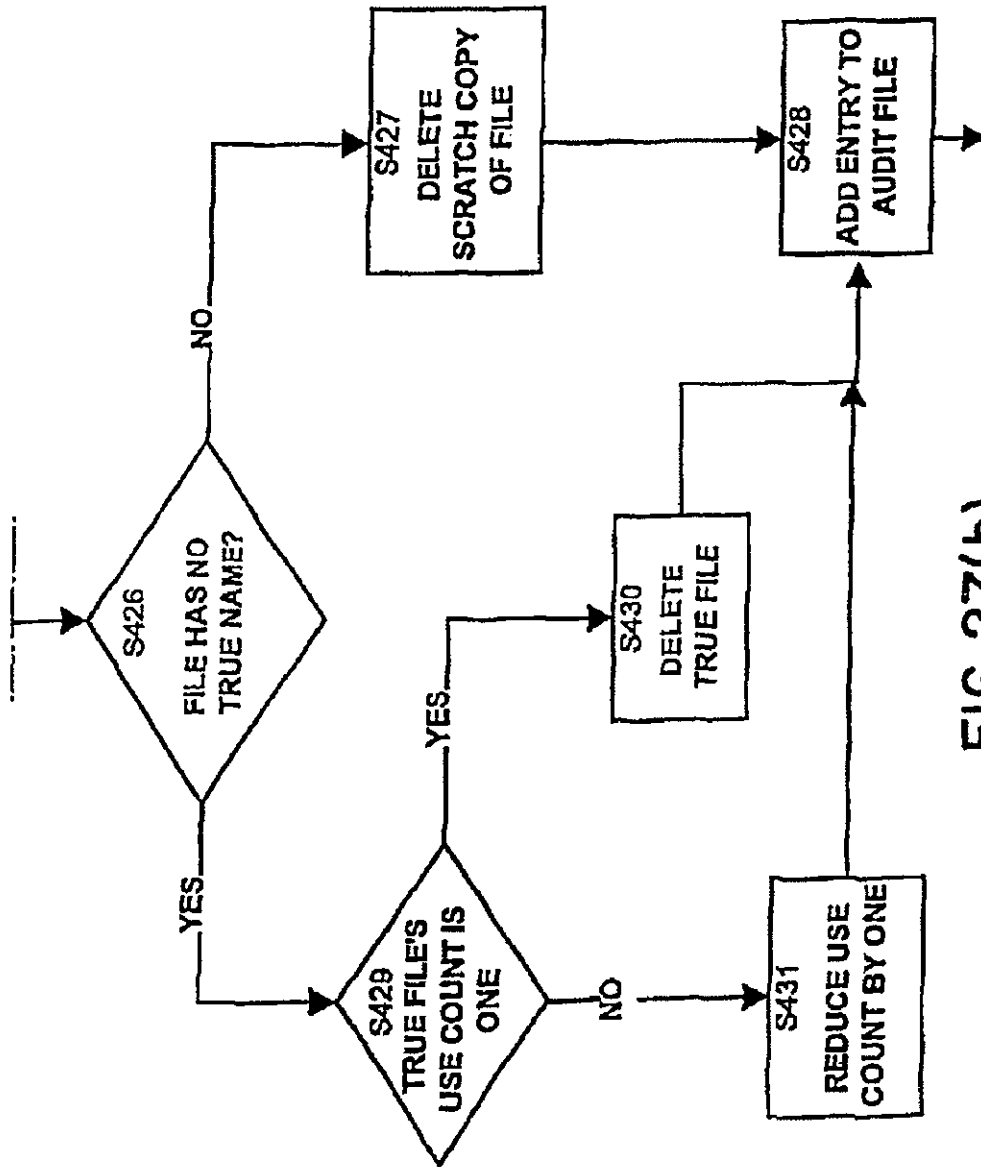 S426
FILE HAS NO
TRUE NAME?
NO
YES
S427
DELETE
SCRATCH COPY
OF FILE
S429
TRUE FILE'S
USE COUNT IS
ONE
YES
NO
S430
DELETE
TRUE FILE
S431
REDUCE USE
COUNT BY ONE
S428
ADD ENTRY TO
AUDIT FILE